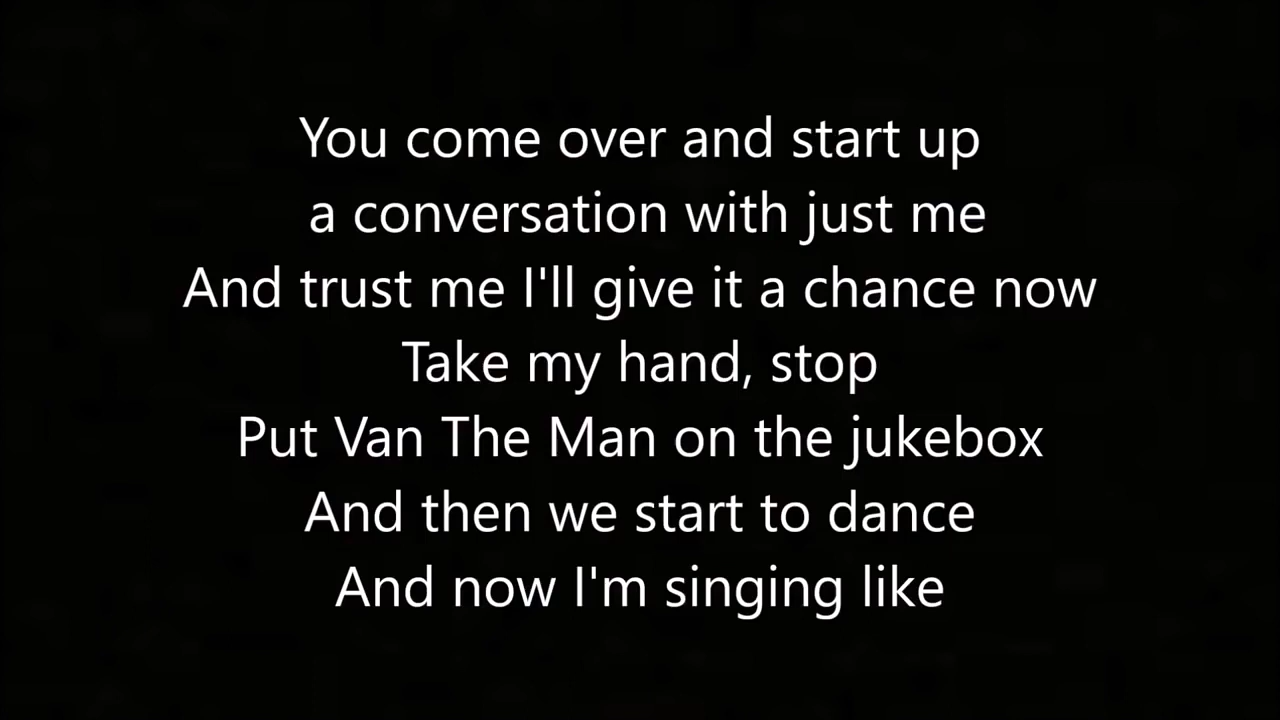 You come over and start up
a conversation with just me
And trust me I'll give it a chance now
Take my hand, stop
Put Van The Man on the jukebox
And then we start to dance
And now I'm singing like